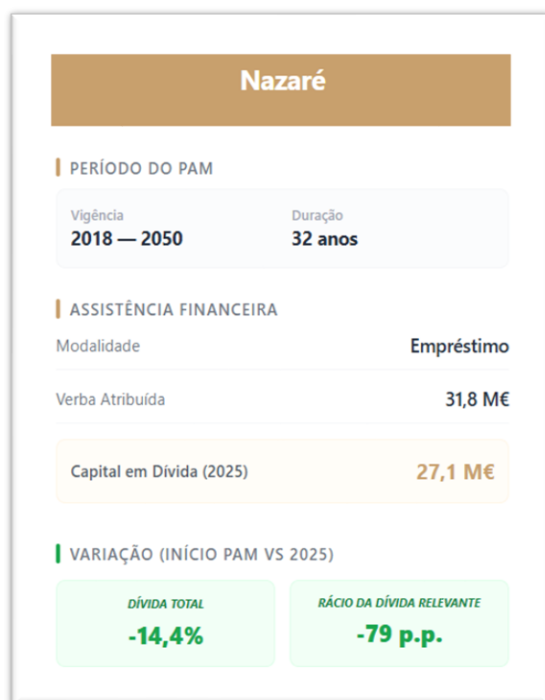 Nazaré
PERÍODO DO PAM
Vigência Duração
2018 — 2050 32 anos
ASSISTÊNCIA FINANCEIRA
Modalidade Empréstimo
Verba Atribuída 31,8 M€
Capital em Dívida (2025) 27,1 M€
VARIAÇÃO (INÍCIO PAM VS 2025)
DÍVIDA TOTAL RÁCIO DA DÍVIDA RELEVANTE
-14,4% -79 p.p.